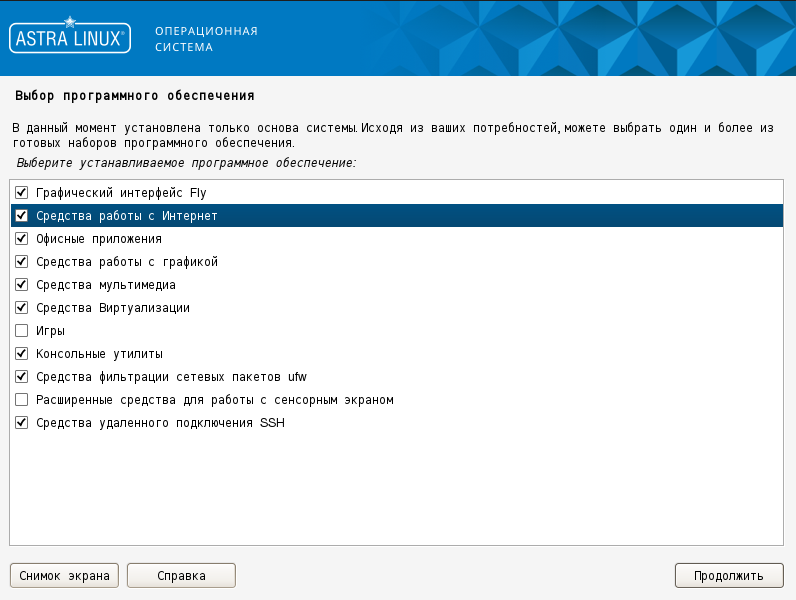 ASTRA LINUX®
ОПЕРАЦИОННАЯ
СИСТЕМА
Выбор программного обеспечения
В данный момент установлена только основа системы. Исходя из ваших потребностей, можете выбрать один и более из
готовых наборов программного обеспечения.
Выберите устанавливаемое программное обеспечение:
Графический интерфейс Fly
Средства работы с Интернет
Офисные приложения
Средства работы с графикой
Средства мультимедиа
Средства Виртуализации
Игры
Консольные утилиты
Средства фильтрации сетевых пакетов ufw
Расширенные средства для работы с сенсорным экраном
Средства удаленного подключения SSH
Снимок экрана
Справка
Продолжить